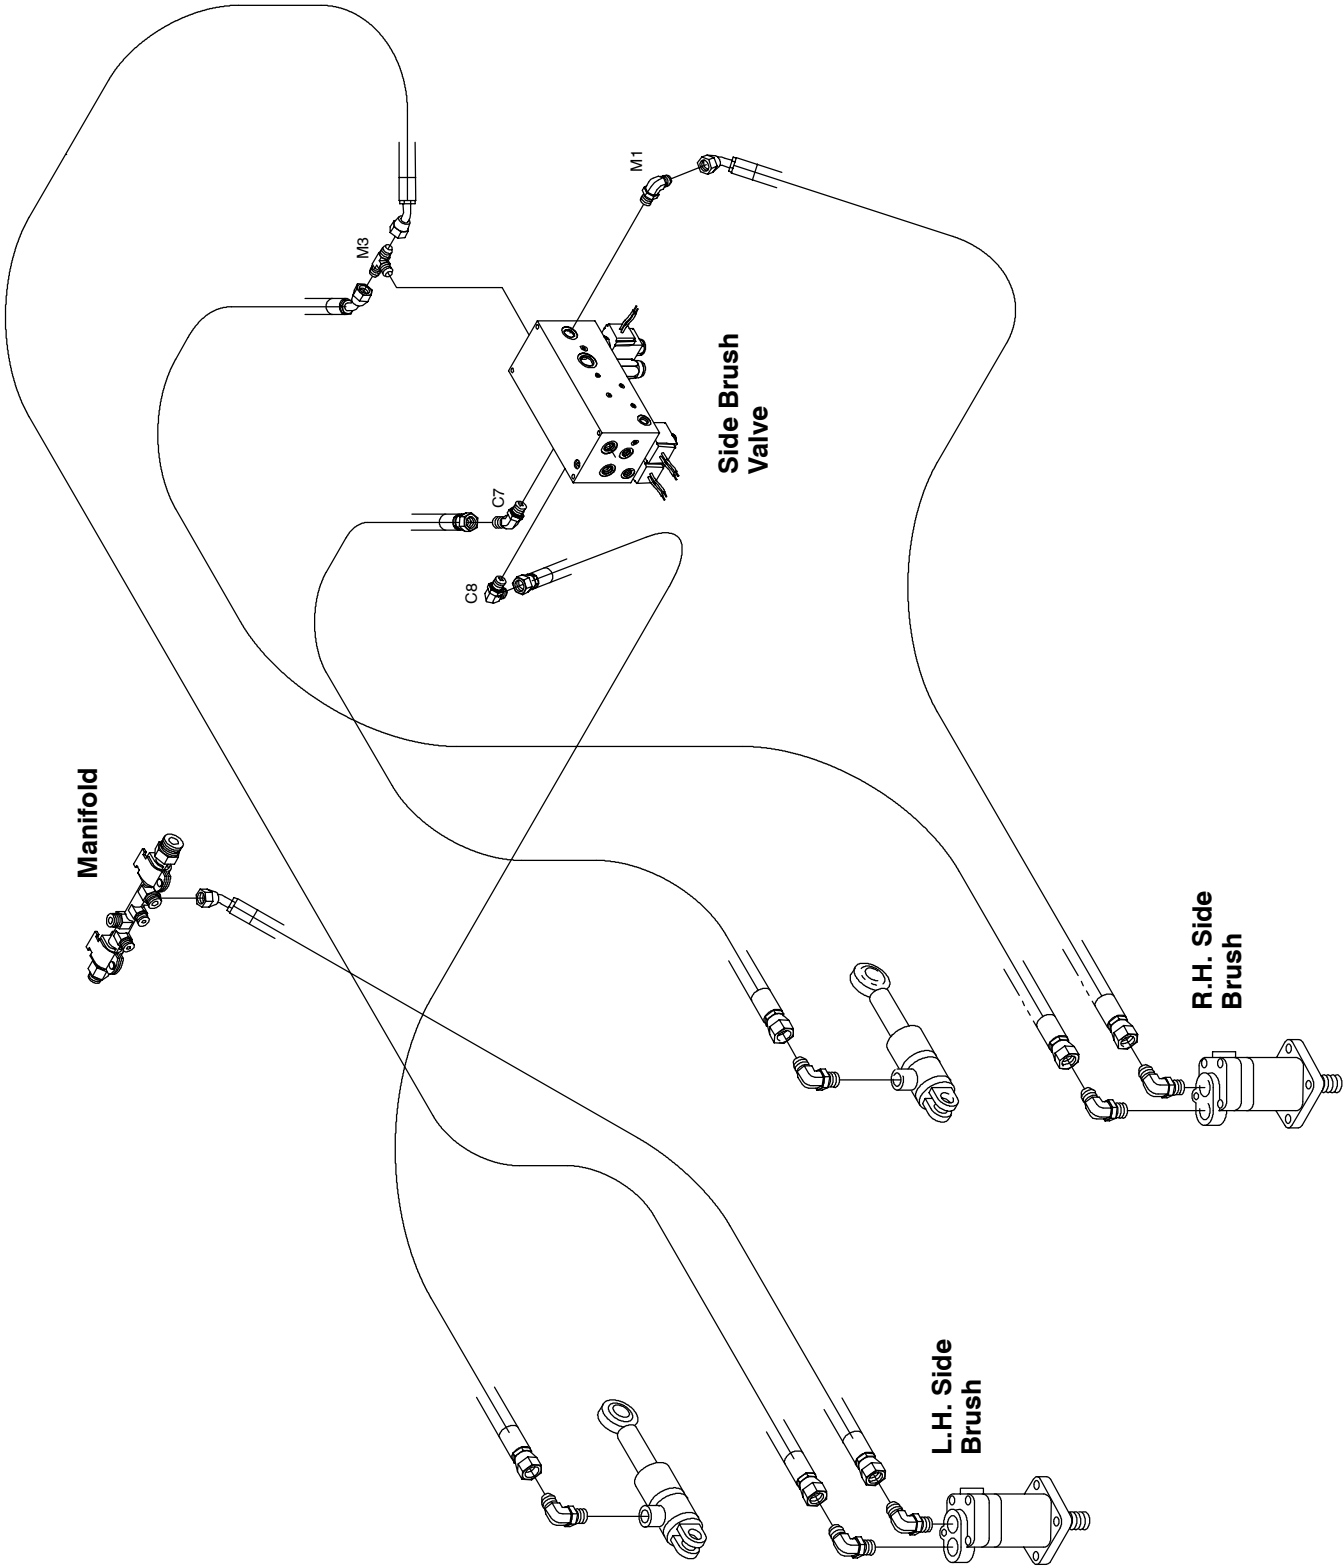 Manifold
M3
M1
C7
C8
Side Brush
Valve
R.H. Side
Brush
L.H. Side
Brush